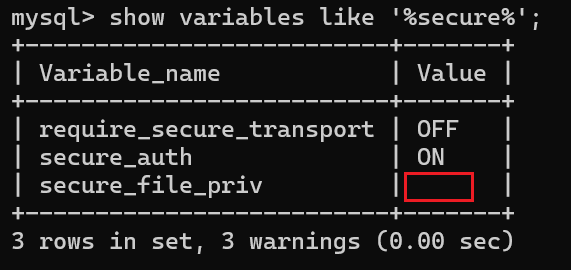 mysql> show variables like '%secure%';
+--------------------------+-------+
| Variable_name            | Value |
+--------------------------+-------+
| require_secure_transport | OFF   |
| secure_auth              | ON    |
| secure_file_priv         |       |
+--------------------------+-------+
3 rows in set, 3 warnings (0.00 sec)